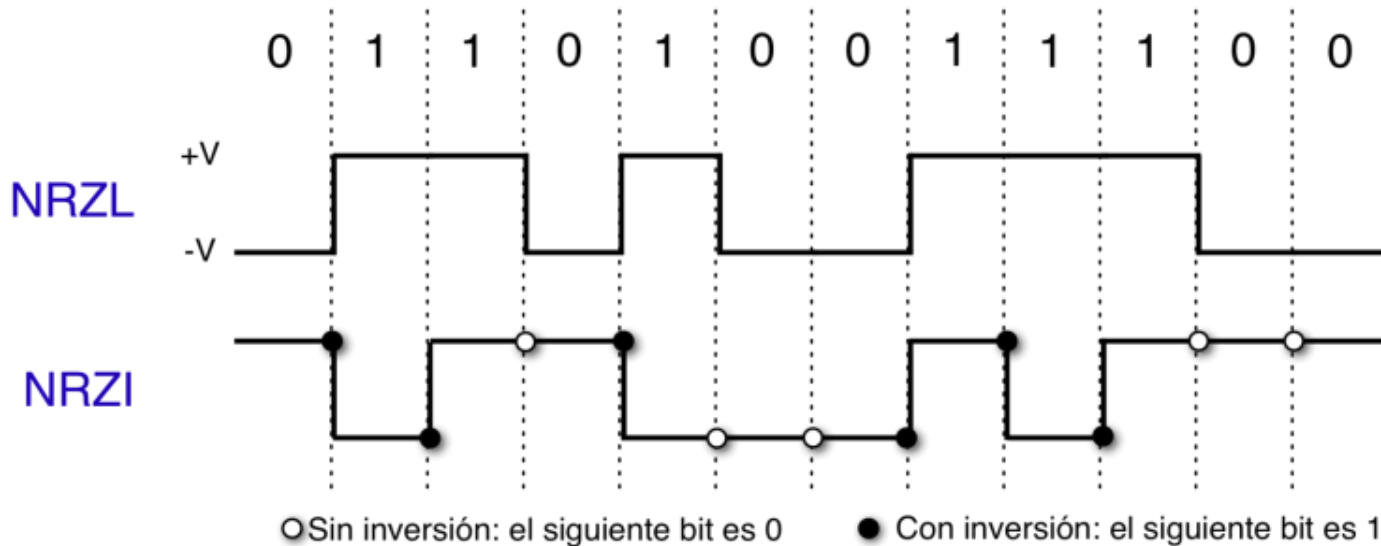 0 1 1 0 1 0 0 1 1 1 0 0
+V
NRZL
-V
NRZI
Sin inversión: el siguiente bit es 0
Con inversión: el siguiente bit es 1